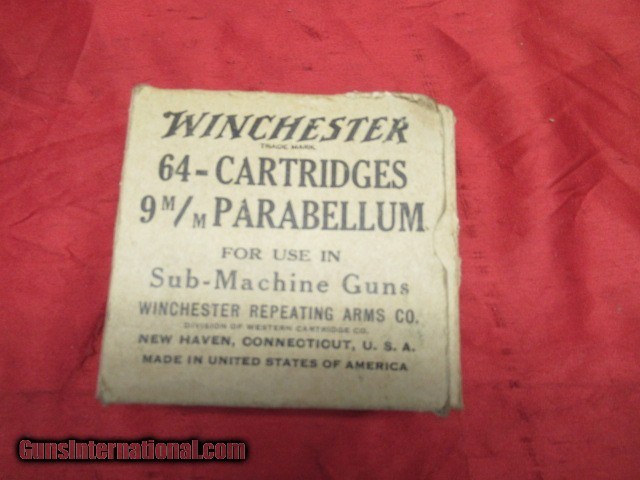 WINCHESTER
TRADE MARK
64-CARTRIDGES
9 M/M PARABELLUM
FOR USE IN
Sub-Machine Guns
WINCHESTER REPEATING ARMS CO.
DIVISION OF WESTERN CARTRIDGE CO.
NEW HAVEN, CONNECTICUT, U. S. A.
MADE IN UNITED STATES OF AMERICA
GunsInternational.com